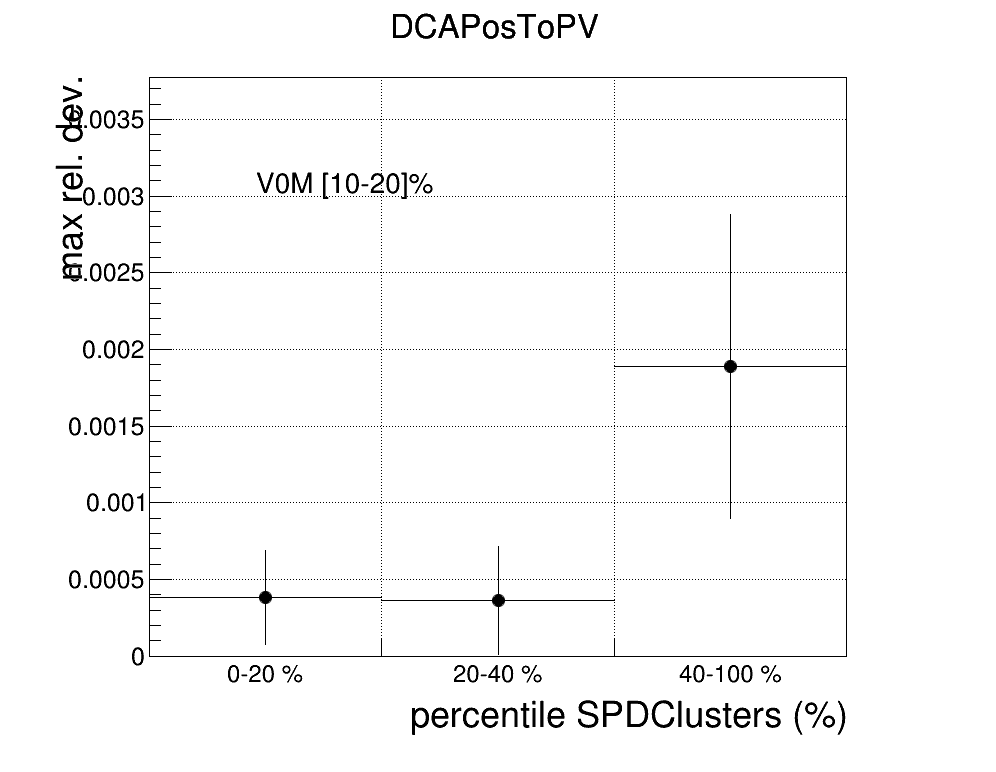 DCAPosToPV
max rel. dev.
0.0035
0.003
0.0025
0.002
0.0015
0.001
0.0005
0
V0M [10-20]%
0-20 %
20-40 %
40-100 %
percentile SPDClusters (%)